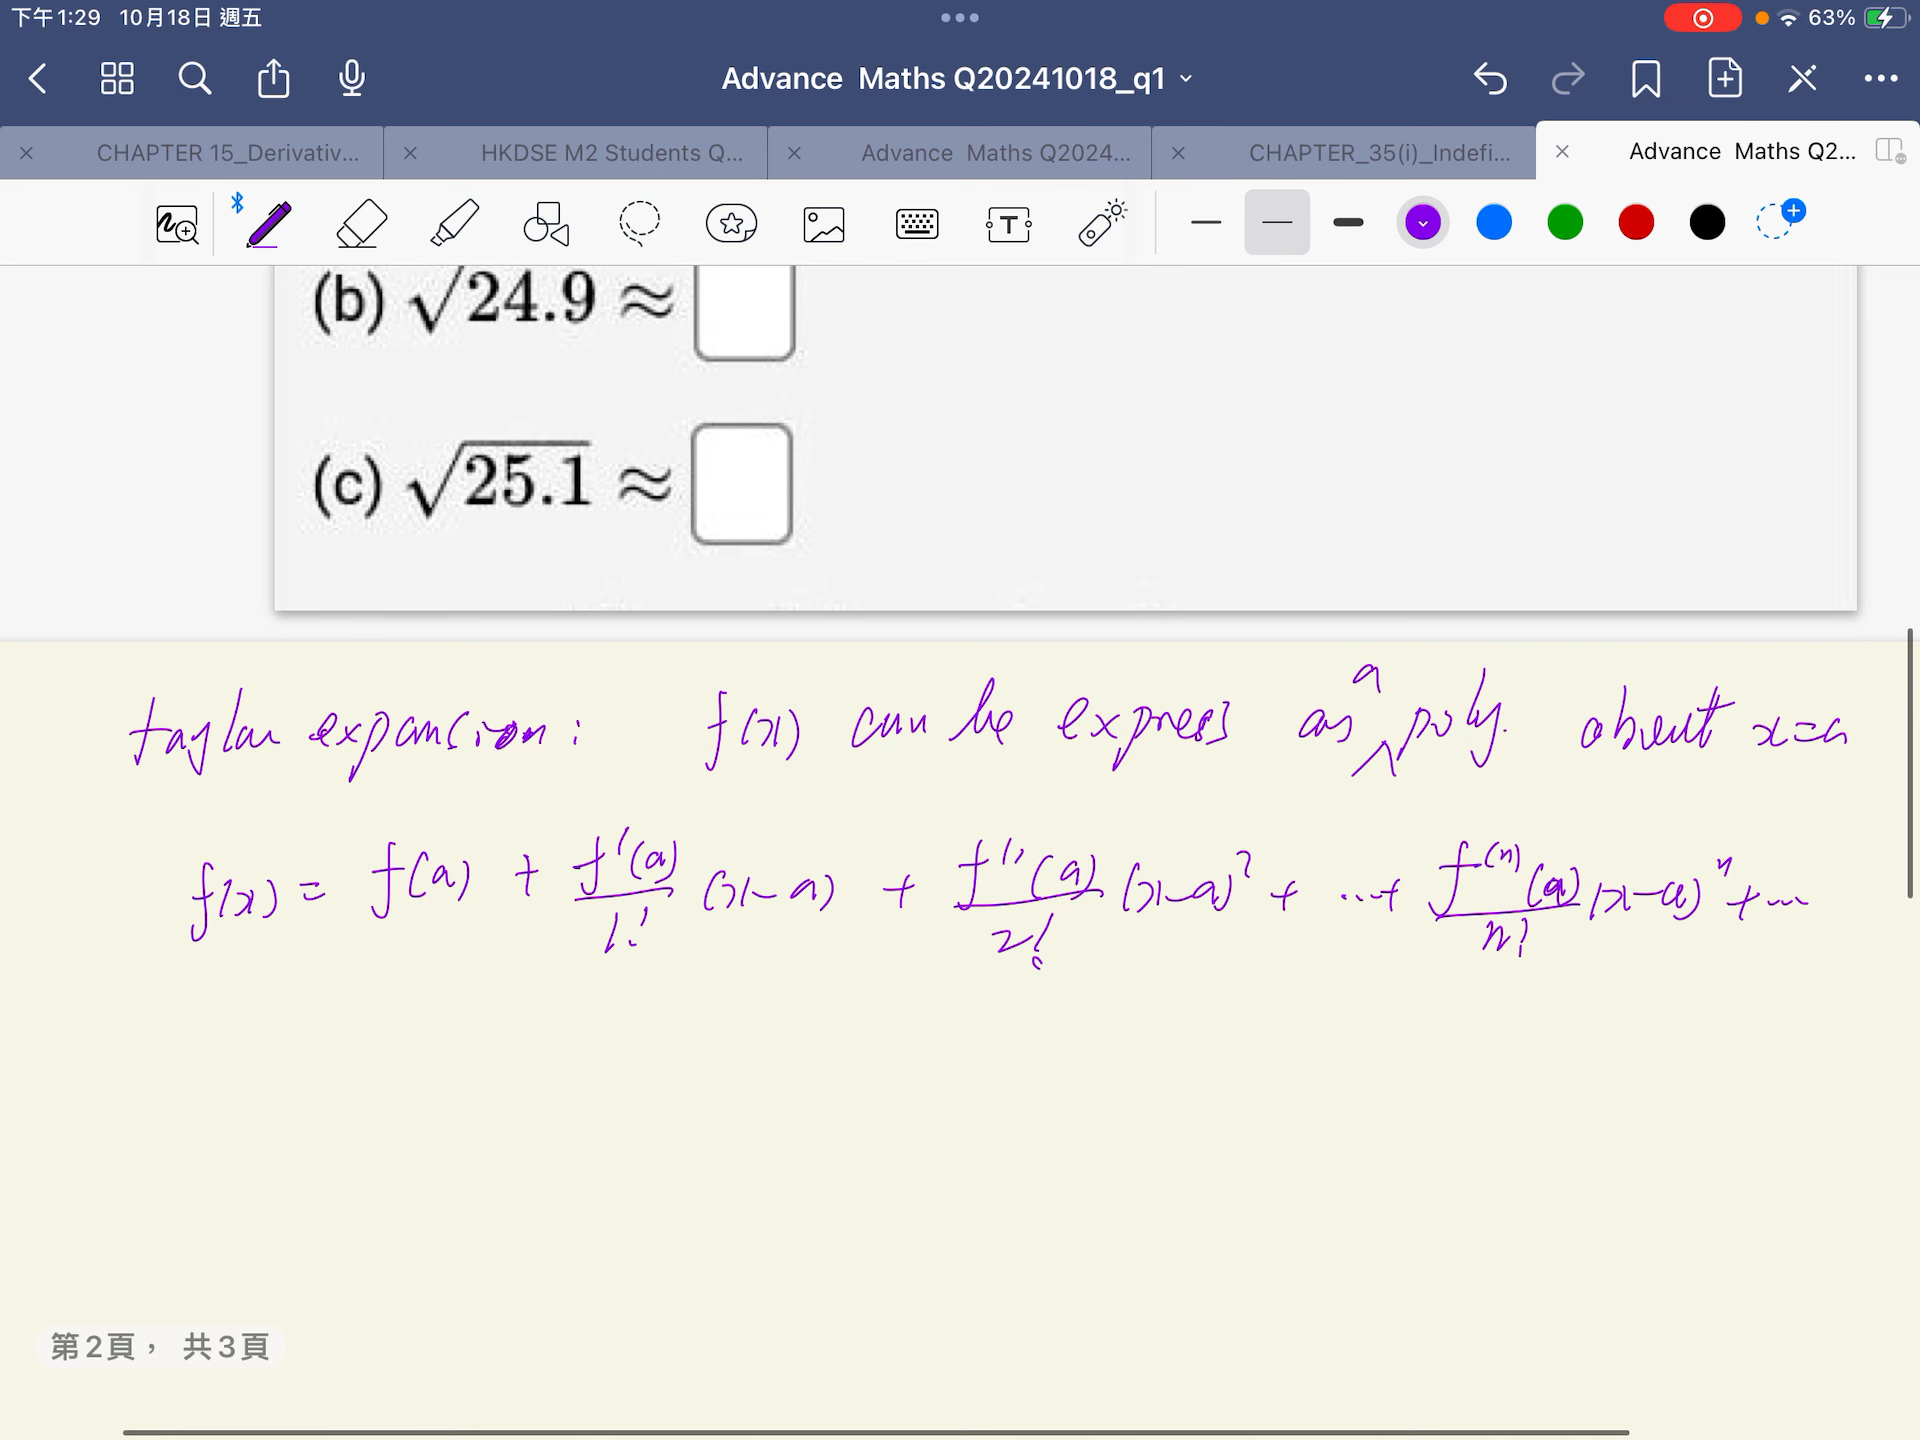 下午1:29 10月18日 週五
63%
Advance Maths Q20241018_q1
CHAPTER 15_Derivativ...
HKDSE M2 Students Q...
Advance Maths Q2024...
CHAPTER_35(i)_Indefi...
Advance Maths Q2...
(b) √24.9 ≈
(c) √25.1 ≈
taylar expansion: f(x) can be express as a poly. about x=a
f(x) = f(a) + f'(a)/1! (x-a) + f''(a)/2! (x-a)² + ...+ f⁽ⁿ⁾(a)/n! (x-a)ⁿ + ...
第2頁， 共3頁